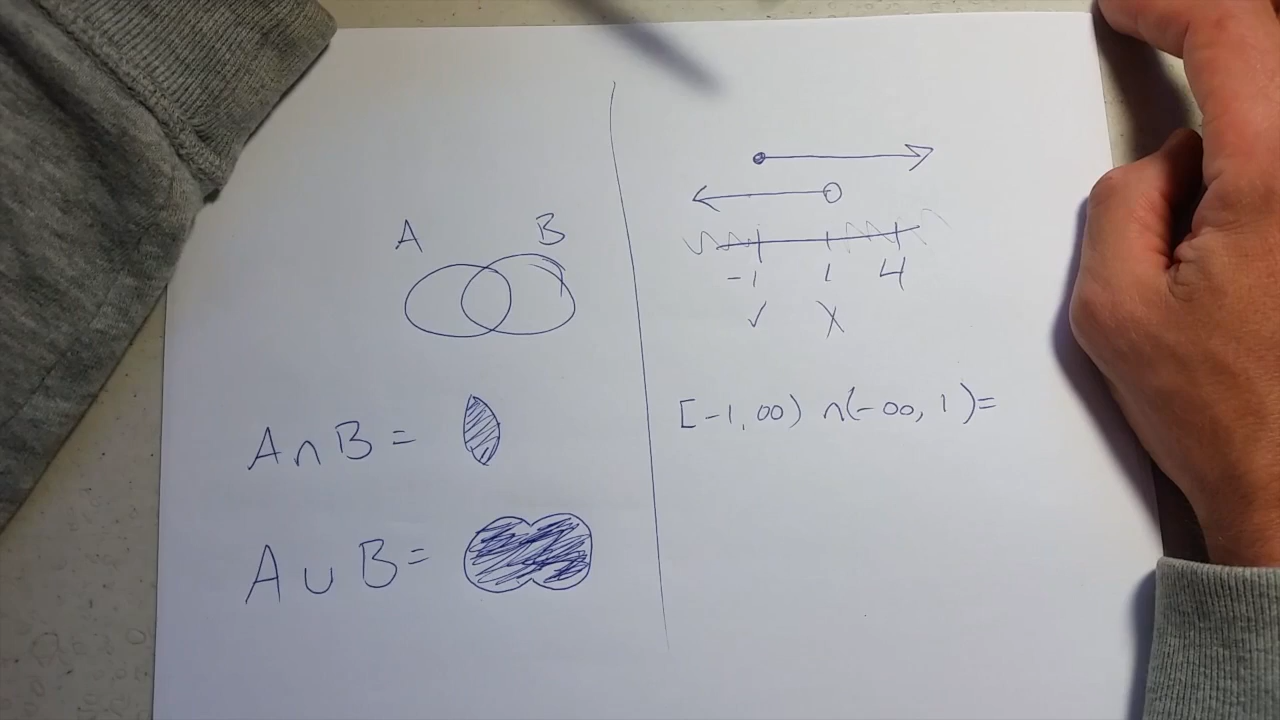 A B
A∩B =
A∪B =
-1 1 4
✓ X
[-1, ∞) ∩(-∞, 1)=